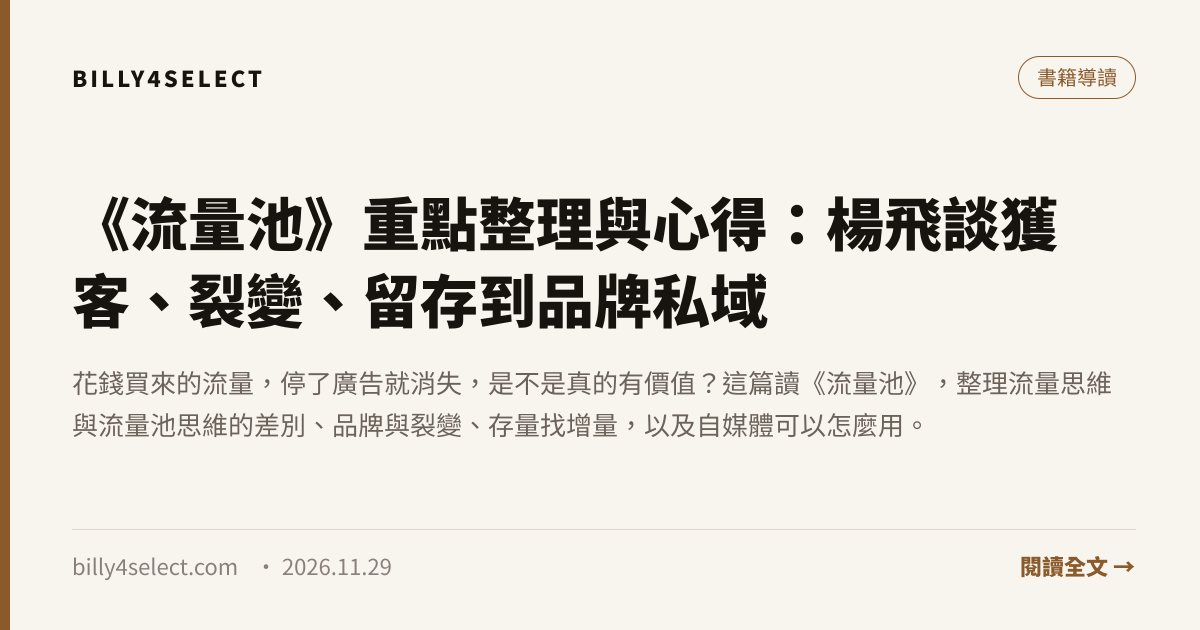 BILLY4SELECT
書籍導讀
《流量池》重點整理與心得：楊飛談獲
客、裂變、留存到品牌私域
花錢買來的流量，停了廣告就消失，是不是真的有價值？這篇讀《流量池》，整理流量思維
與流量池思維的差別、品牌與裂變、存量找增量，以及自媒體可以怎麼用。
billy4select.com ・ 2026.11.29
閱讀全文 →